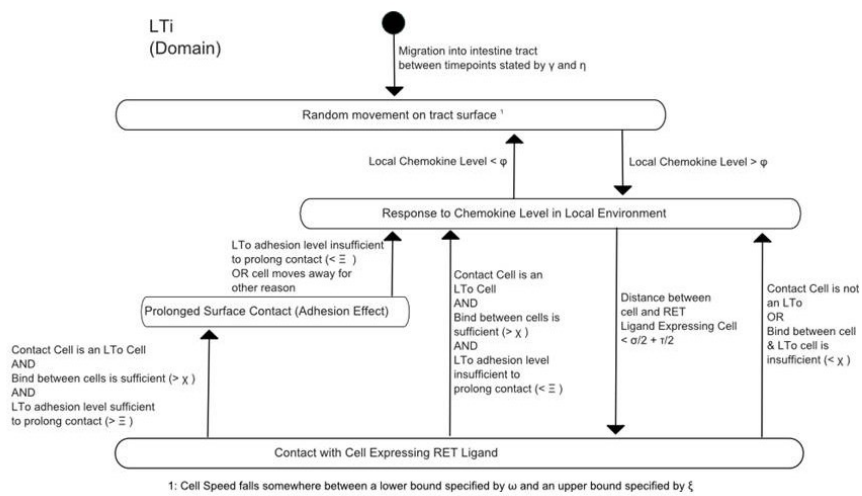 LTi
(Domain)
Migration into intestine tract
between timepoints stated by γ and η
Random movement on tract surface ¹
Local Chemokine Level < φ
Local Chemokine Level > φ
Response to Chemokine Level in Local Environment
LTo adhesion level insufficient
to prolong contact (< Ξ )
OR cell moves away for
other reason
Prolonged Surface Contact (Adhesion Effect)
Contact Cell is an LTo Cell
AND
Bind between cells is sufficient (> χ )
AND
LTo adhesion level sufficient
to prolong contact (> Ξ )
Contact Cell is an
LTo Cell
AND
Bind between cells is
sufficient (> χ )
AND
LTo adhesion level
insufficient to
prolong contact (< Ξ )
Distance between
cell and RET
Ligand Expressing Cell
< σ/2 + τ/2
Contact Cell is not
an LTo
OR
Bind between cell
& LTo cell is
insufficient (< χ )
Contact with Cell Expressing RET Ligand
1: Cell Speed falls somewhere between a lower bound specified by ω and an upper bound specified by ξ